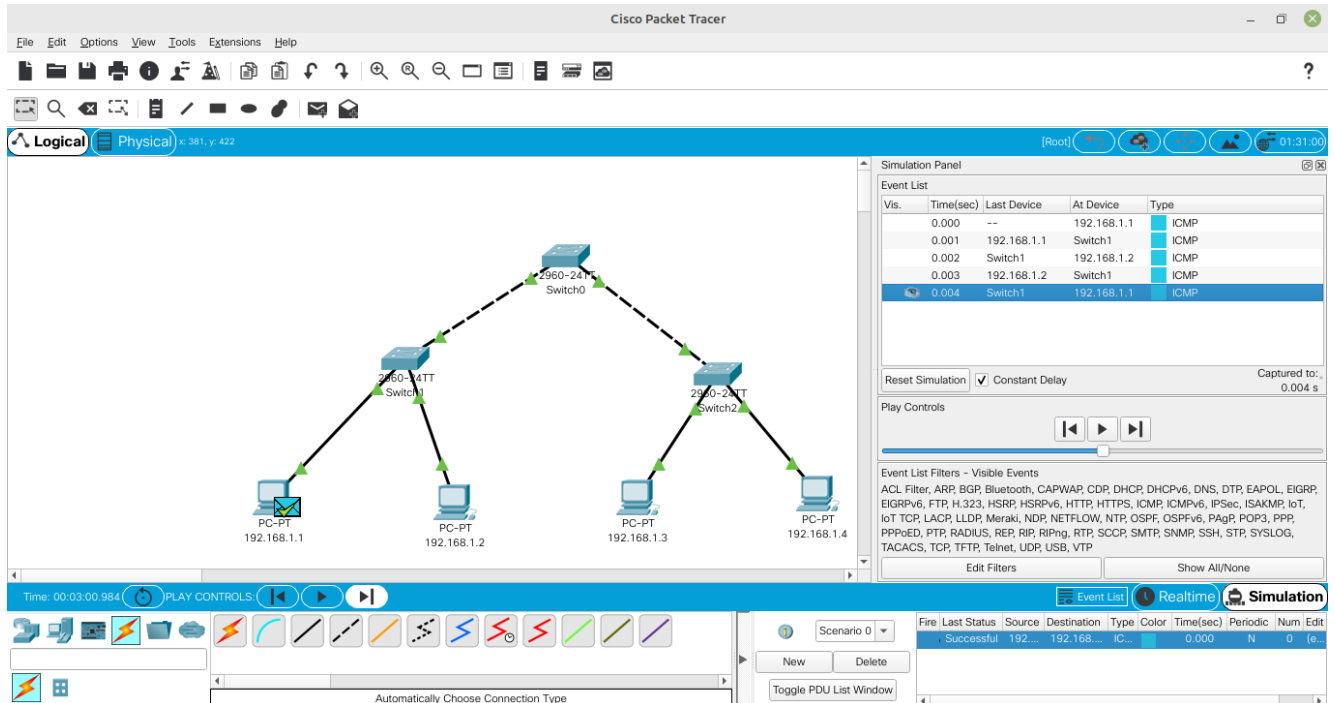 Cisco Packet Tracer
File Edit Options View Tools Extensions Help
?
Logical Physical x: 381, y: 422 [Root] 01:31:00
2960-24TT
Switch0
2960-24TT
Switch1
2960-24TT
Switch2
PC-PT
192.168.1.1
PC-PT
192.168.1.2
PC-PT
192.168.1.3
PC-PT
192.168.1.4
Simulation Panel
Event List
Vis. Time(sec) Last Device At Device Type
0.000 -- 192.168.1.1 ICMP
0.001 192.168.1.1 Switch1 ICMP
0.002 Switch1 192.168.1.2 ICMP
0.003 192.168.1.2 Switch1 ICMP
0.004 Switch1 192.168.1.1 ICMP
Reset Simulation Constant Delay Captured to:
0.004 s
Play Controls
Event List Filters - Visible Events
ACL Filter, ARP, BGP, Bluetooth, CAPWAP, CDP, DHCP, DHCPv6, DNS, DTP, EAPOL, EIGRP,
EIGRPv6, FTP, H.323, HSRP, HSRPv6, HTTP, HTTPS, ICMP, ICMPv6, IPSec, ISAKMP, IoT,
IoT TCP, LACP, LLDP, Meraki, NDP, NETFLOW, NTP, OSPF, OSPFv6, PAgP, POP3, PPP,
PPPoED, PTP, RADIUS, REP, RIP, RIPng, RTP, SCCP, SMTP, SNMP, SSH, STP, SYSLOG,
TACACS, TCP, TFTP, Telnet, UDP, USB, VTP
Edit Filters Show All/None
Time: 00:03:00.984 PLAY CONTROLS: Event List Realtime Simulation
Automatically Choose Connection Type
Scenario 0
New Delete
Toggle PDU List Window
Fire Last Status Source Destination Type Color Time(sec) Periodic Num Edit
Successful 192.... 192.168.... IC... 0.000 N 0 (e...